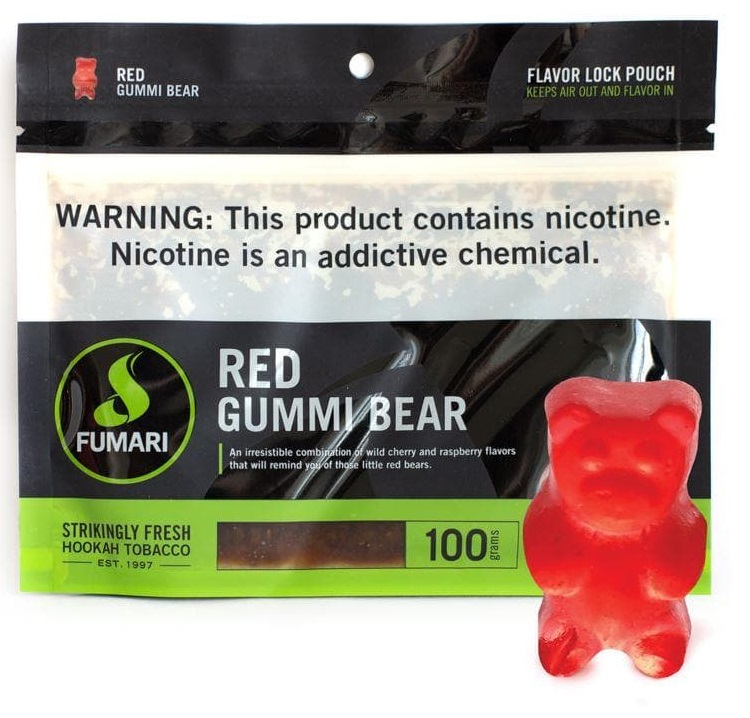 RED
GUMMI BEAR
FLAVOR LOCK POUCH
KEEPS AIR OUT AND FLAVOR IN
WARNING: This product contains nicotine.
Nicotine is an addictive chemical.
FUMARI
RED
GUMMI BEAR
An irresistible combination of wild cherry and raspberry flavors
that will remind you of those little red bears.
STRIKINGLY FRESH
HOOKAH TOBACCO
EST. 1997
100 grams